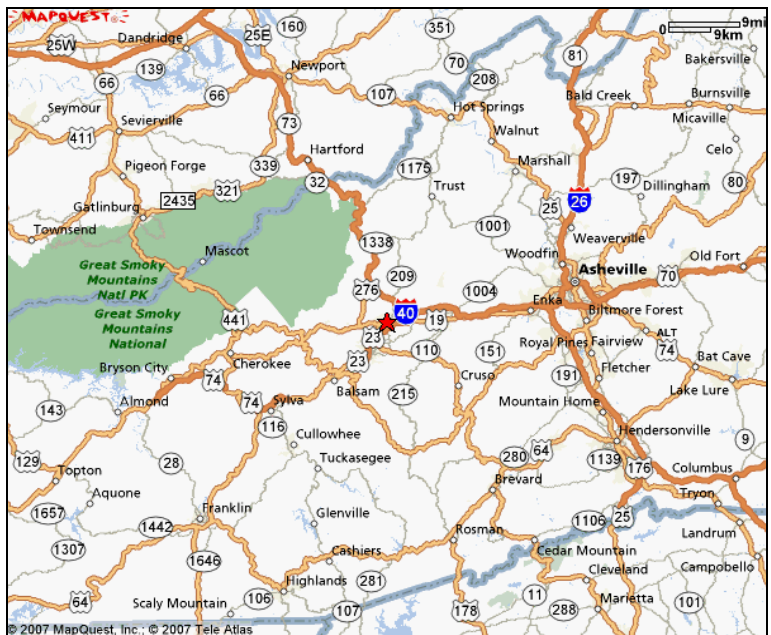 MAPQUEST
160
351
9mi
0
9km
25W
Dandridge
25E
81
Bakersville
139
Newport
70
208
66
66
107
Bald Creek
Burnsville
Seymour
Hot Springs
Micaville
Sevierville
73
Walnut
411
Celo
Hartford
Marshall
Pigeon Forge
339
1175
32
197
Dillingham
80
2435
321
Trust
Gatlinburg
25
26
1001
Townsend
Weaverville
1338
Mascot
Woodfin
Old Fort
Great Smoky
Mountains
Natl PK
209
Asheville
70
276
1004
Enka
Great Smoky
Mountains
National
441
40
19
Biltmore Forest
23
ALT
110
151
Royal Pines
Fairview
74
Cherokee
23
Bat Cave
Bryson City
74
Cruso
191
Fletcher
Balsam
Lake Lure
143
Almond
74
Sylva
215
Mountain Home
116
Hendersonville
9
Cullowhee
64
129
28
280
1139
Tuckasegee
176
Columbus
Topton
Brevard
Aquone
Tryon
1657
Franklin
Glenville
1442
1106
25
Rosman
Landrum
1307
Cashiers
Cedar Mountain
1646
Campobello
Cleveland
281
Highlands
64
106
11
Scaly Mountain
107
178
288
Marietta
101
© 2007 MapQuest, Inc.; © 2007 Tele Atlas